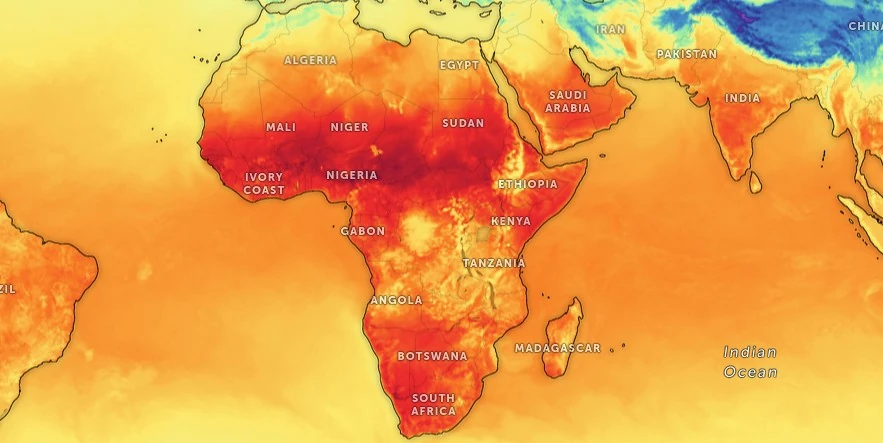 IRAN
CHINA
ALGERIA
EGYPT
PAKISTAN
SAUDI
ARABIA
INDIA
MALI
NIGER
SUDAN
IVORY
COAST
NIGERIA
ETHIOPIA
GABON
KENYA
TANZANIA
ZIL
ANGOLA
BOTSWANA
MADAGASCAR
Indian
Ocean
SOUTH
AFRICA